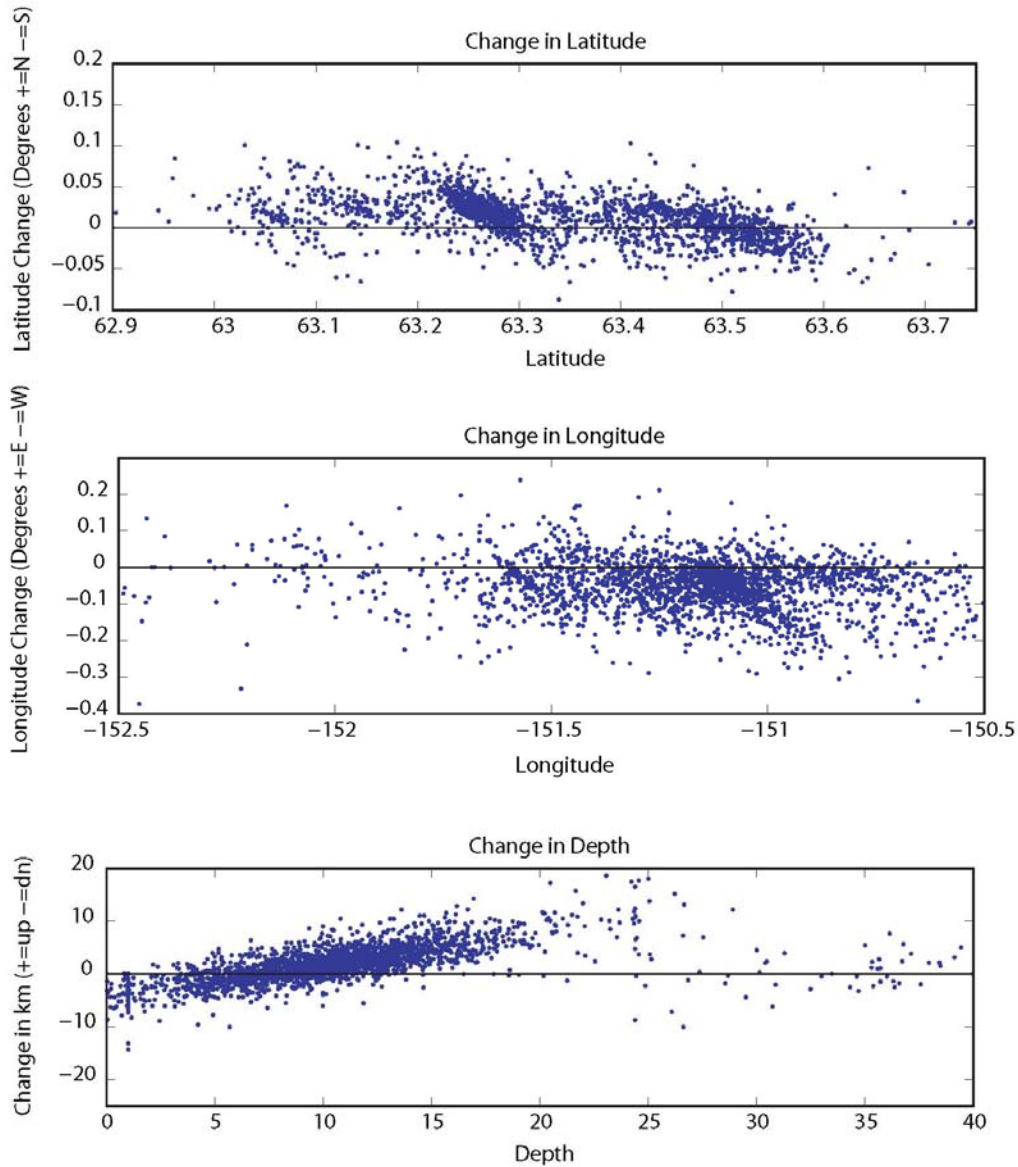 Change in Latitude
Latitude Change (Degrees +=N −=S)
0.2
0.15
0.1
0.05
0
−0.05
−0.1
62.9 63 63.1 63.2 63.3 63.4 63.5 63.6 63.7
Latitude
Change in Longitude
Longitude Change (Degrees +=E −=W)
0.2
0.1
0
−0.1
−0.2
−0.3
−0.4
−152.5 −152 −151.5 −151 −150.5
Longitude
Change in Depth
Change in km (+=up −=dn)
20
10
0
−10
−20
0 5 10 15 20 25 30 35 40
Depth